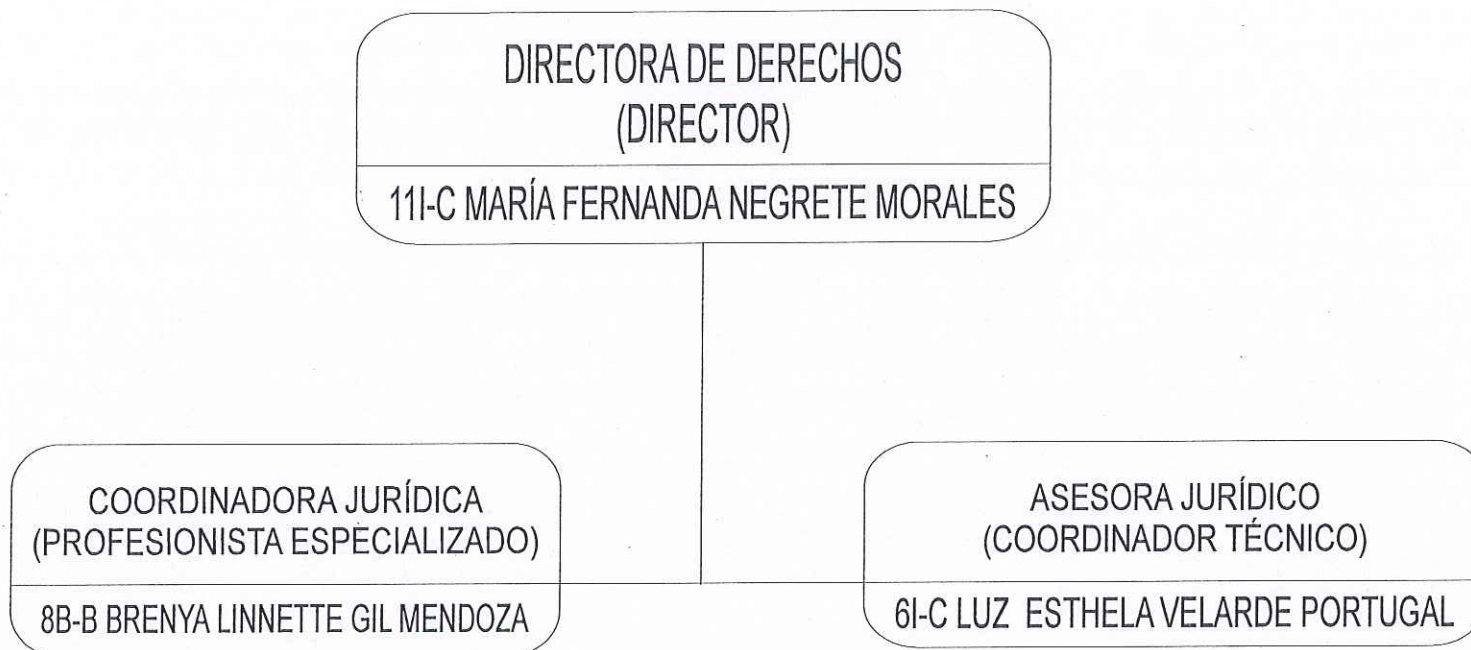 DIRECTORA DE DERECHOS
(DIRECTOR)
11I-C MARÍA FERNANDA NEGRETE MORALES
COORDINADORA JURÍDICA
(PROFESIONISTA ESPECIALIZADO)
8B-B BRENYA LINNETTE GIL MENDOZA
ASESORA JURÍDICO
(COORDINADOR TÉCNICO)
6I-C LUZ ESTHELA VELARDE PORTUGAL